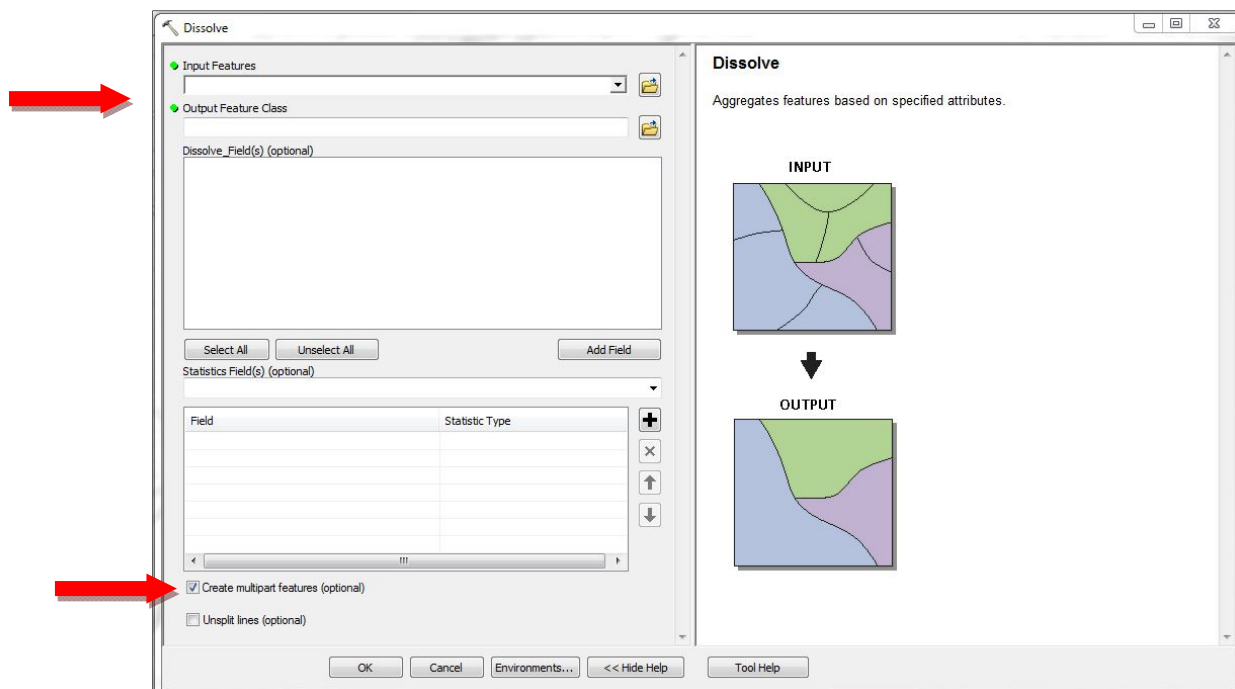 Dissolve
Input Features
Output Feature Class
Dissolve_Field(s) (optional)
Select All
Unselect All
Add Field
Statistics Field(s) (optional)
Field
Statistic Type
Create multipart features (optional)
Unsplit lines (optional)
OK
Cancel
Environments...
<< Hide Help
Tool Help
Dissolve
Aggregates features based on specified attributes.
INPUT
OUTPUT